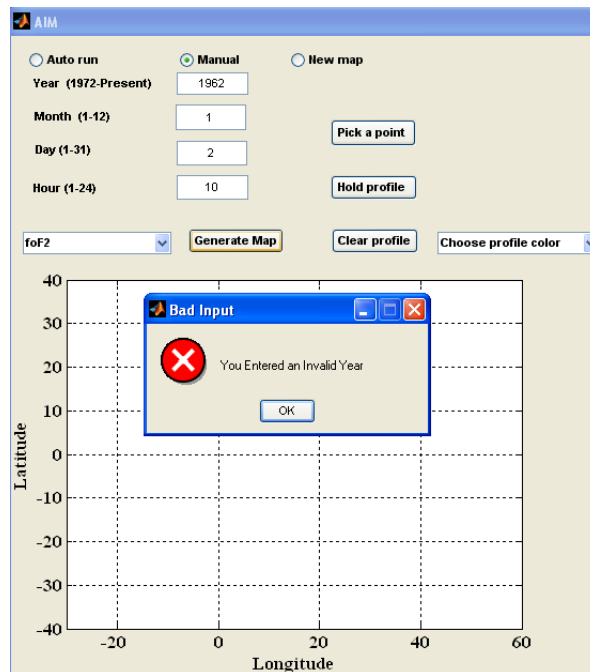 AIM
Auto run Manual New map
Year (1972-Present) 1962
Month (1-12) 1
Pick a point
Day (1-31) 2
Hour (1-24) 10 Hold profile
foF2 Generate Map Clear profile Choose profile color
40
30
Bad Input
20
You Entered an Invalid Year
10
OK
0
-10
-20
-30
-40
Latitude
-20 0 20 40 60
Longitude